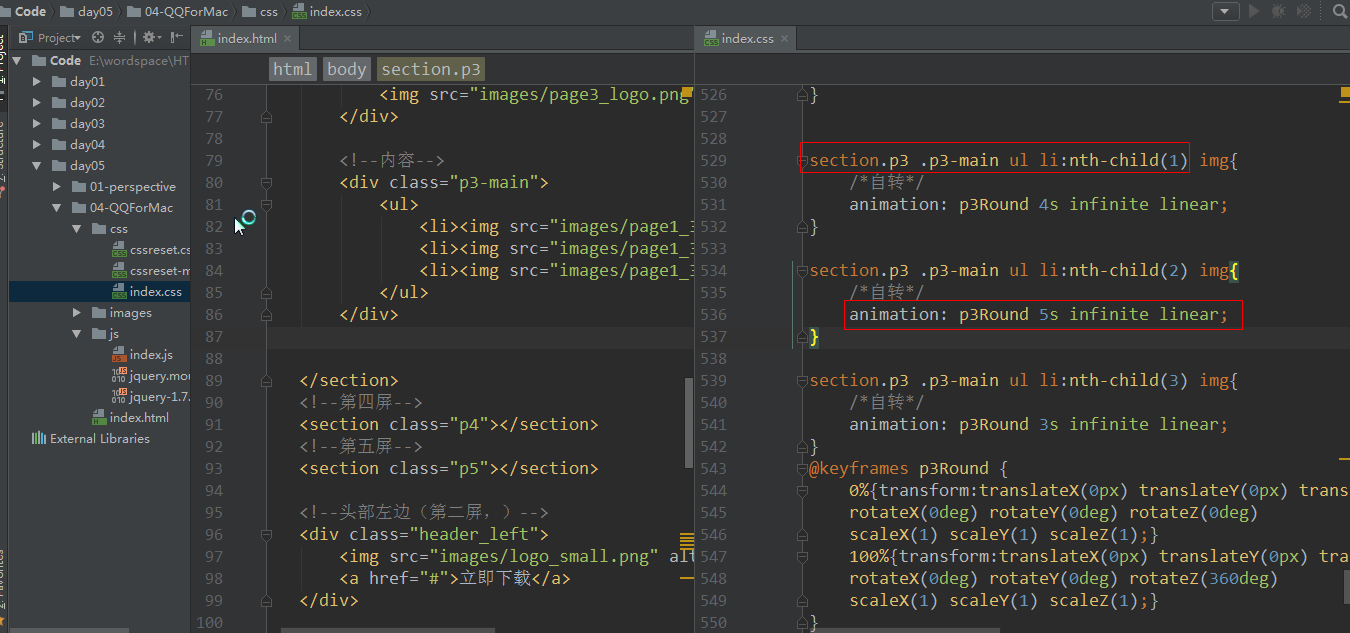 Code day05 04-QQForMac css index.css
Project
index.html
index.css
Code E:\wordspace\HT
day01
day02
day03
day04
day05
01-perspective
04-QQForMac
css
cssreset.cs
cssreset-m
index.css
images
js
index.js
jquery.mou
jquery-1.7.
index.html
External Libraries
html body section.p3
76 <img src="images/page3_logo.png"
77 </div>
78
79 <!--内容-->
80 <div class="p3-main">
81 <ul>
82 <li><img src="images/page1_3
83 <li><img src="images/page1_3
84 <li><img src="images/page1_3
85 </ul>
86 </div>
87
88
89 </section>
90 <!--第四屏-->
91 <section class="p4"></section>
92 <!--第五屏-->
93 <section class="p5"></section>
94
95 <!--头部左边（第二屏，）-->
96 <div class="header_left">
97 <img src="images/logo_small.png" alt
98 <a href="#">立即下载</a>
99 </div>
100
526 }
527
528
529 section.p3 .p3-main ul li:nth-child(1) img{
530 /*自转*/
531 animation: p3Round 4s infinite linear;
532 }
533
534 section.p3 .p3-main ul li:nth-child(2) img{
535 /*自转*/
536 animation: p3Round 5s infinite linear;
537 }
538
539 section.p3 .p3-main ul li:nth-child(3) img{
540 /*自转*/
541 animation: p3Round 3s infinite linear;
542 }
543 @keyframes p3Round {
544 0%{transform:translateX(0px) translateY(0px) trans
545 rotateX(0deg) rotateY(0deg) rotateZ(0deg)
546 scaleX(1) scaleY(1) scaleZ(1);}
547 100%{transform:translateX(0px) translateY(0px) tra
548 rotateX(0deg) rotateY(0deg) rotateZ(360deg)
549 scaleX(1) scaleY(1) scaleZ(1);}
550 }